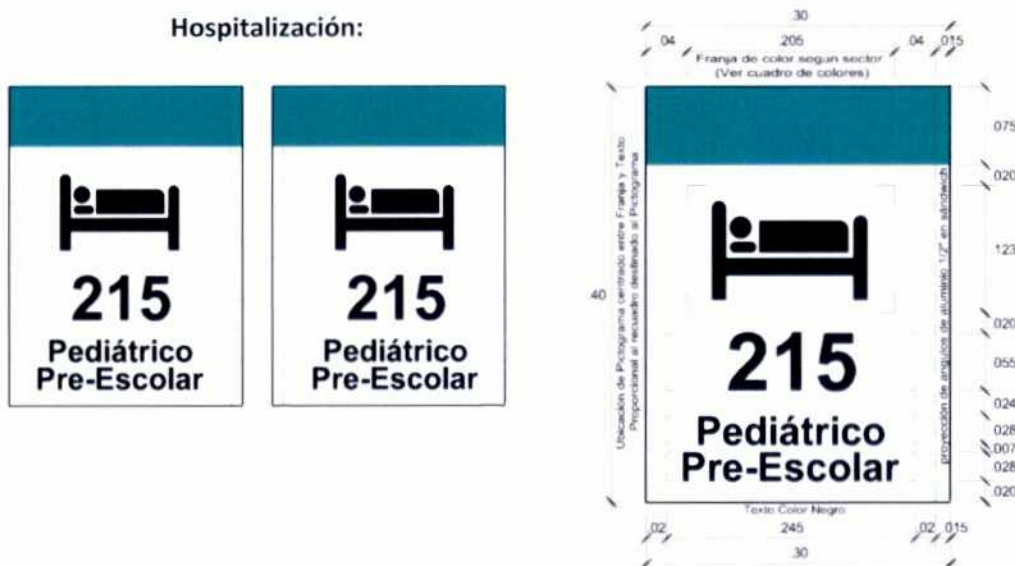 Hospitalización:
215
Pediátrico
Pre-Escolar
215
Pediátrico
Pre-Escolar
.30
.04 .205 .04 .015
Franja de color segun sector
(Ver cuadro de colores)
.40
Ubicación de Pictograma centrado entre Franja y Texto
Proporcional al recuadro destinado al Pictograma
215
Pediátrico
Pre-Escolar
proyección de angulos de aluminio 1/2" en sándwich
.075
.020
.123
.020
.055
.024
.028
.007
.028
.020
Texto Color Negro
.02 .245 .02 .015
.30